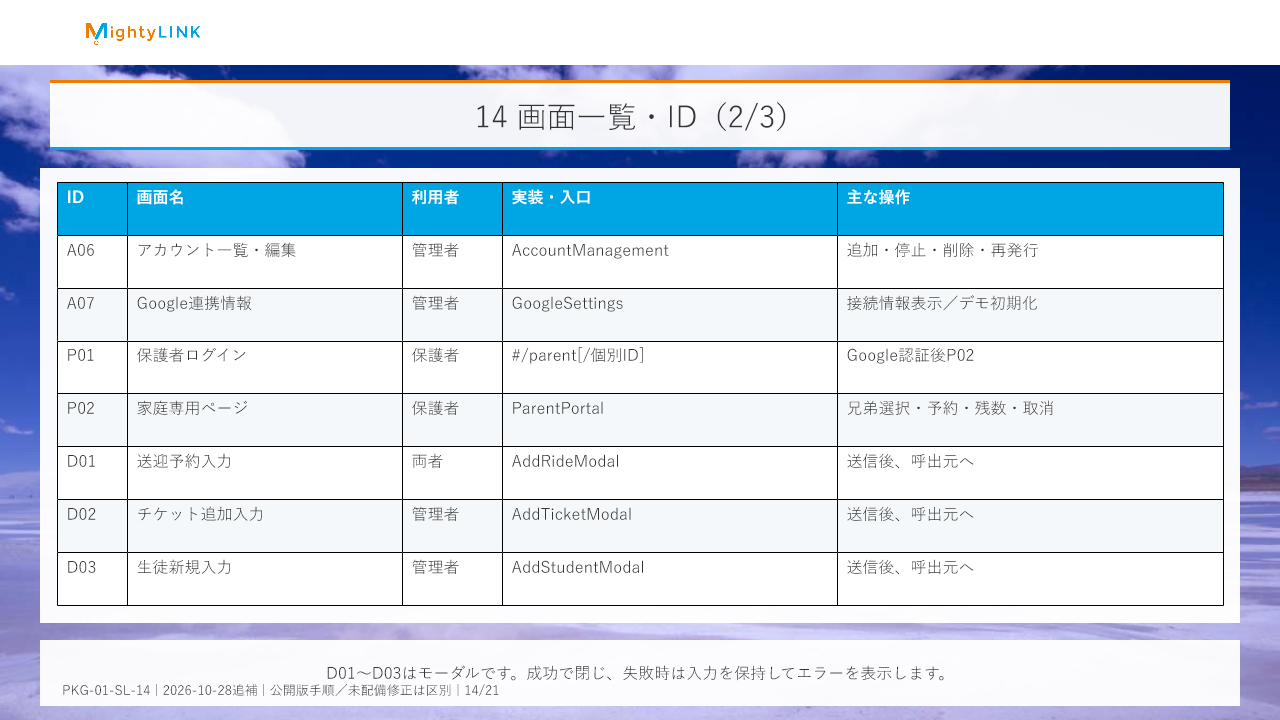 MightyLINK
14 画面一覧・ID（2/3）
ID 画面名 利用者 実装・入口 主な操作
A06 アカウント一覧・編集 管理者 AccountManagement 追加・停止・削除・再発行
A07 Google連携情報 管理者 GoogleSettings 接続情報表示／デモ初期化
P01 保護者ログイン 保護者 #/parent[/個別ID] Google認証後P02
P02 家庭専用ページ 保護者 ParentPortal 兄弟選択・予約・残数・取消
D01 送迎予約入力 両者 AddRideModal 送信後、呼出元へ
D02 チケット追加入力 管理者 AddTicketModal 送信後、呼出元へ
D03 生徒新規入力 管理者 AddStudentModal 送信後、呼出元へ
D01～D03はモーダルです。成功で閉じ、失敗時は入力を保持してエラーを表示します。
PKG-01-SL-14｜2026-10-28追補｜公開版手順／未配備修正は区別｜14/21